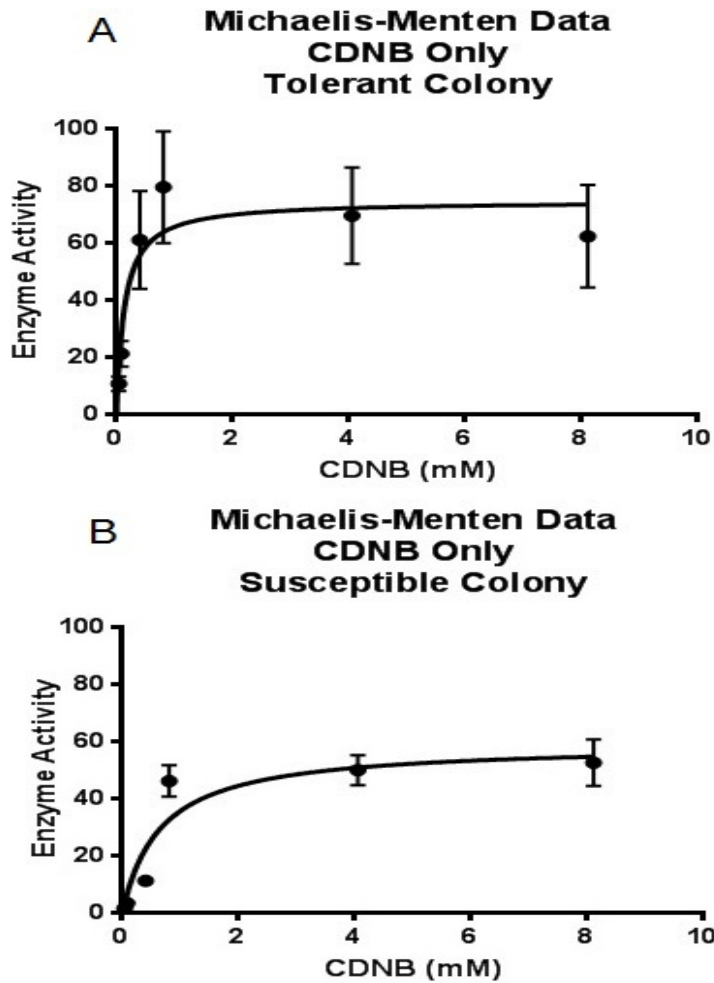 A
Michaelis-Menten Data
CDNB Only
Tolerant Colony
Enzyme Activity
100
80
60
40
20
0
0 2 4 6 8 10
CDNB (mM)
B
Michaelis-Menten Data
CDNB Only
Susceptible Colony
Enzyme Activity
100
80
60
40
20
0
0 2 4 6 8 10
CDNB (mM)